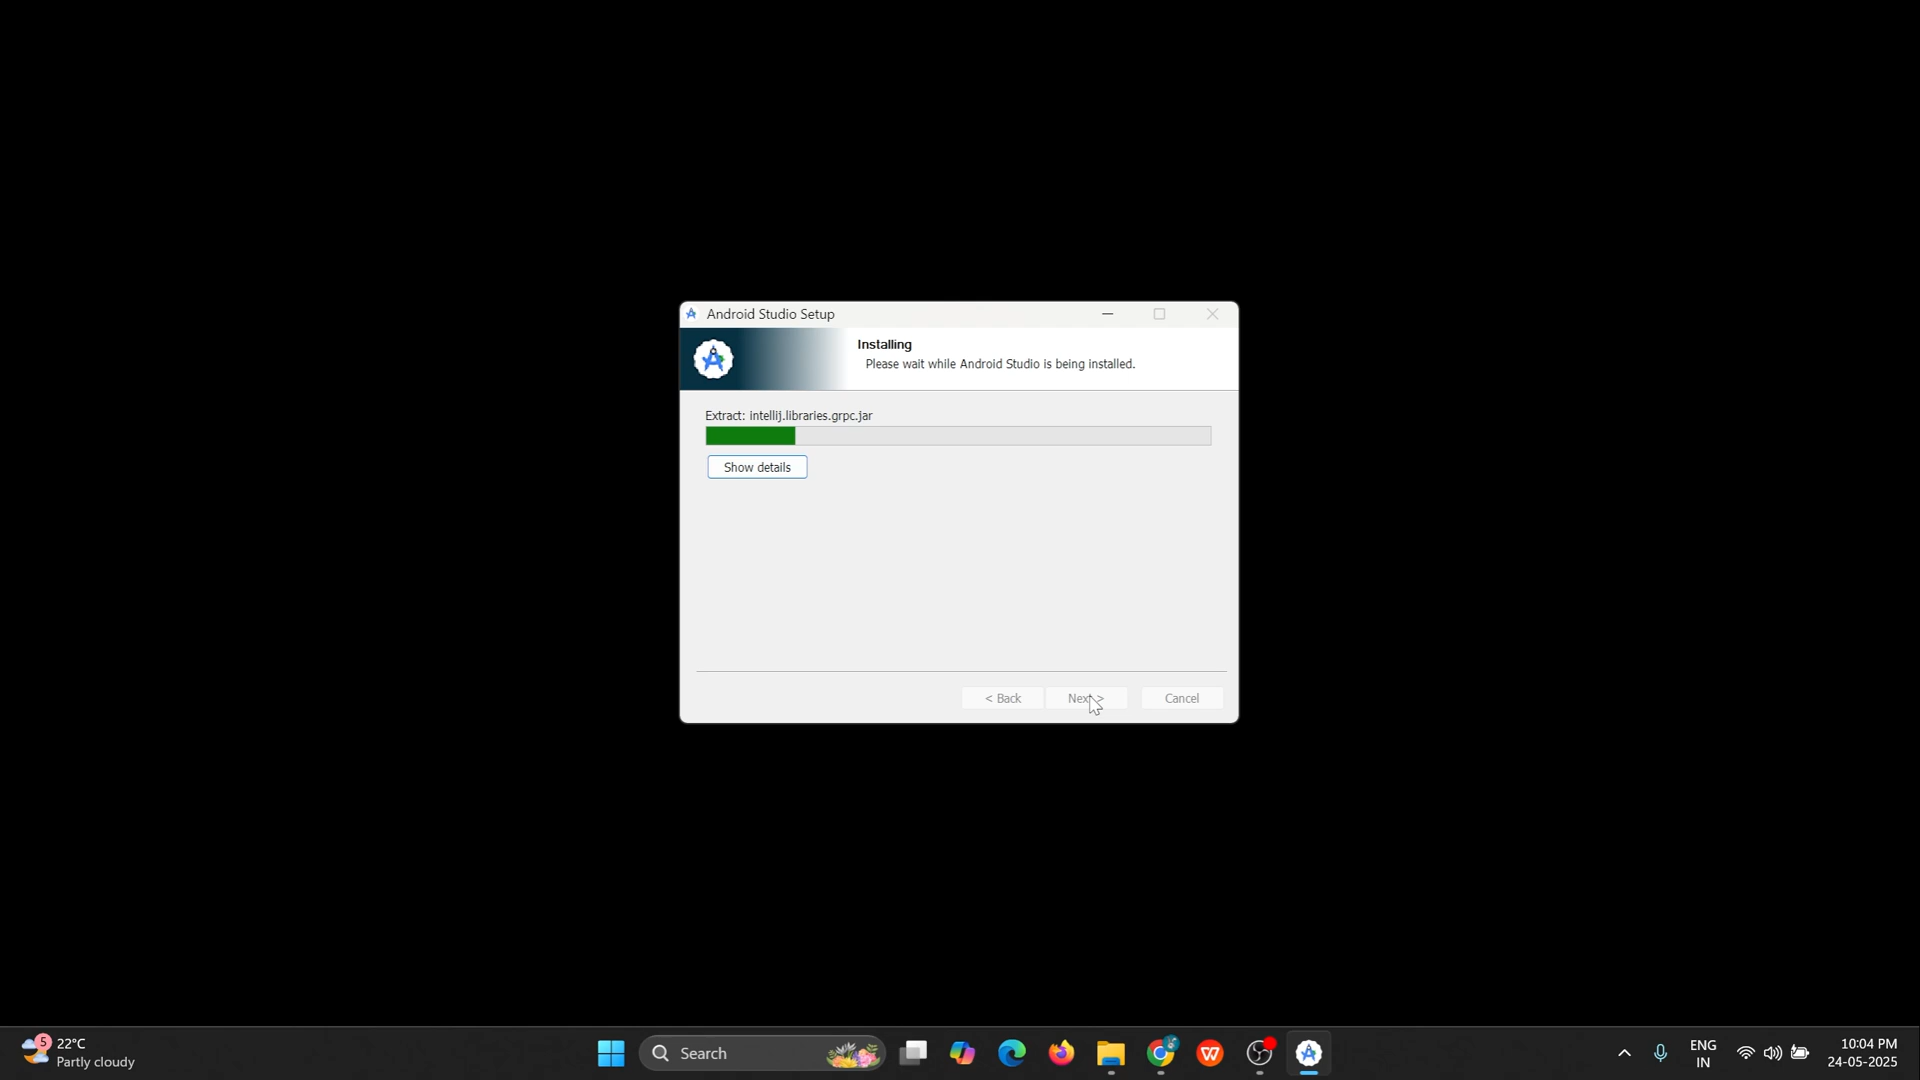 Android Studio Setup
Installing
Please wait while Android Studio is being installed.
Extract: intellij.libraries.grpc.jar
Show details
< Back
Next >
Cancel
5
22°C
Partly cloudy
Search
ENG
IN
10:04 PM
24-05-2025